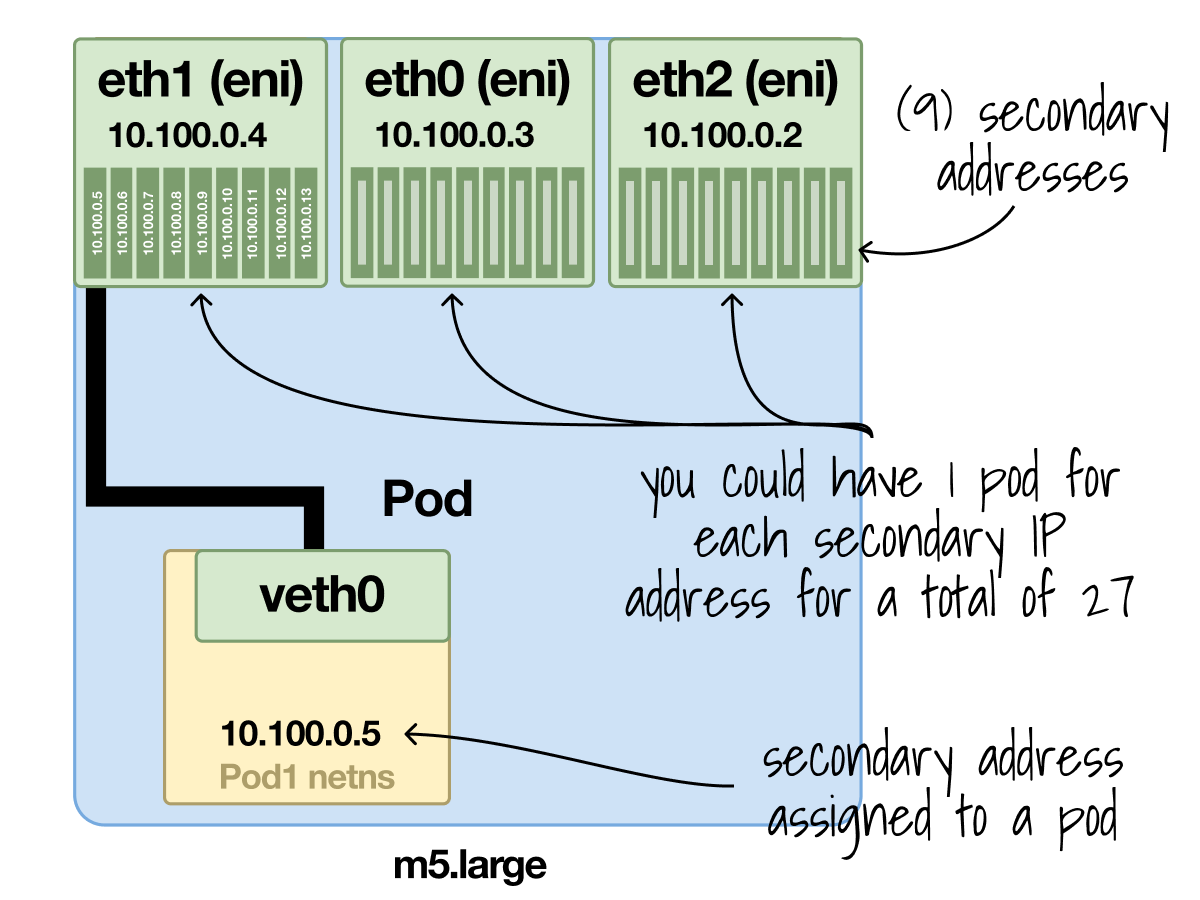 eth1 (eni)
10.100.0.4
10.100.0.5
10.100.0.6
10.100.0.7
10.100.0.8
10.100.0.9
10.100.0.10
10.100.0.11
10.100.0.12
10.100.0.13
eth0 (eni)
10.100.0.3
eth2 (eni)
10.100.0.2
(9) secondary
addresses
you could have 1 pod for
each secondary IP
address for a total of 27
Pod
veth0
10.100.0.5
Pod1 netns
secondary address
assigned to a pod
m5.large